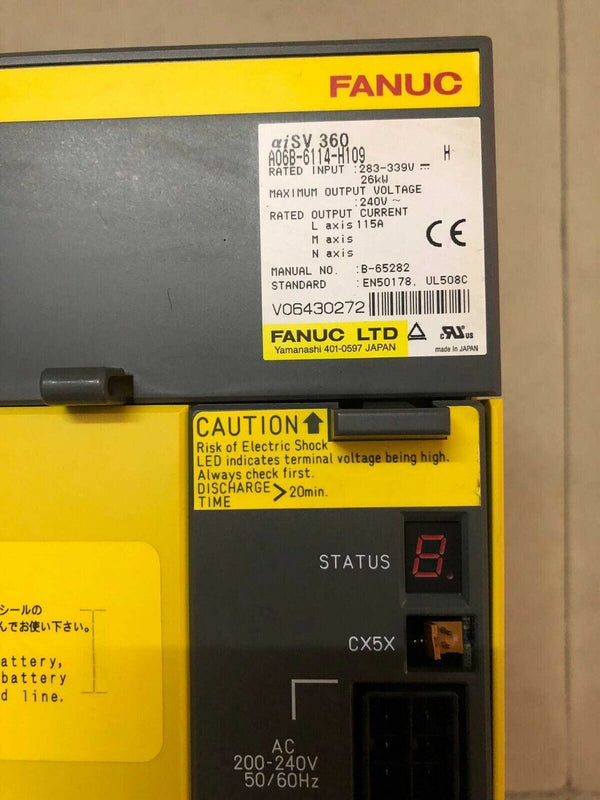 FANUC
αiSV 360
A06B-6114-H109 H
RATED INPUT :283-339V ⎓
26kW
MAXIMUM OUTPUT VOLTAGE
:240V ~
RATED OUTPUT CURRENT
L axis 115A
M axis
N axis
CE
MANUAL NO. :B-65282
STANDARD :EN50178, UL508C
V06430272
FANUC LTD
Yamanashi 401-0597 JAPAN
c RU US
made in JAPAN
CAUTION
Risk of Electric Shock
LED indicates terminal voltage being high.
Always check first.
DISCHARGE TIME > 20min.
STATUS
8.
CX5X
シールの
んでお使い下さい。
attery,
battery
d line.
AC
200-240V
50/60Hz